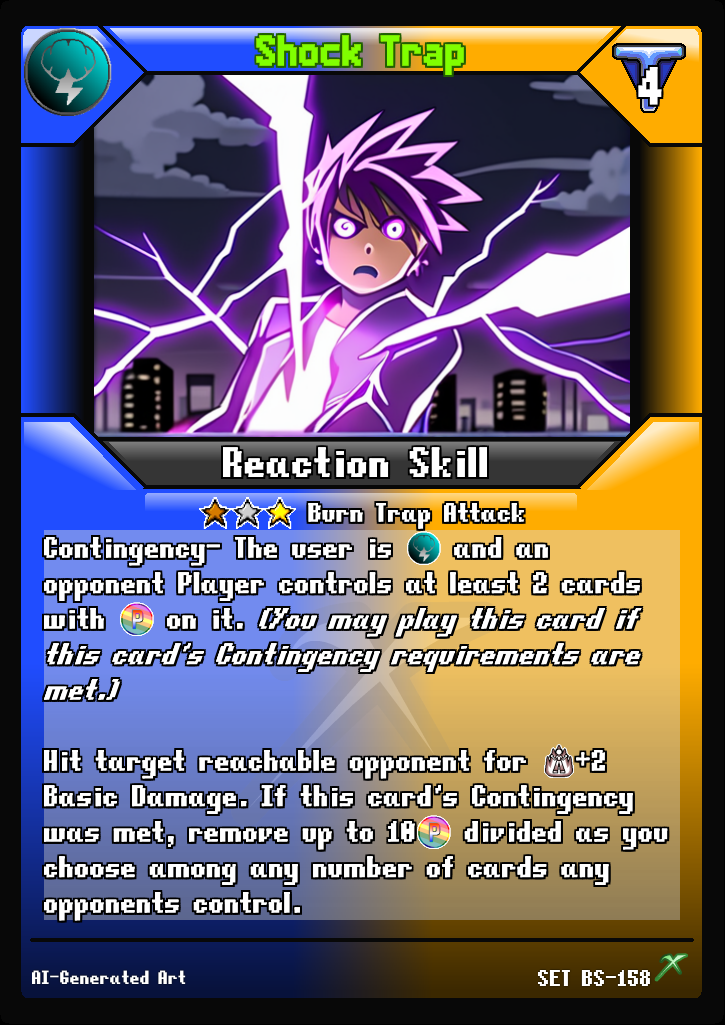 Shock Trap
4
Reaction Skill
Burn Trap Attack
Contingency- The user is and an
opponent Player controls at least 2 cards
with P on it. (You may play this card if
this card's Contingency requirements are
met.)
Hit target reachable opponent for A+2
Basic Damage. If this card's Contingency
was met, remove up to 10P divided as you
choose among any number of cards any
opponents control.
AI-Generated Art
SET BS-158